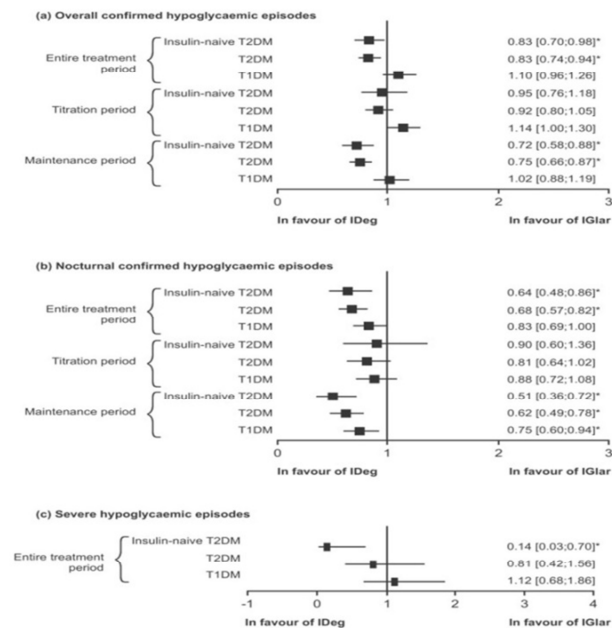 (a) Overall confirmed hypoglycaemic episodes
Entire treatment period
Insulin-naive T2DM 0.83 [0.70;0.98]*
T2DM 0.83 [0.74;0.94]*
T1DM 1.10 [0.96;1.26]
Titration period
Insulin-naive T2DM 0.95 [0.76;1.18]
T2DM 0.92 [0.80;1.05]
T1DM 1.14 [1.00;1.30]
Maintenance period
Insulin-naive T2DM 0.72 [0.58;0.88]*
T2DM 0.75 [0.66;0.87]*
T1DM 1.02 [0.88;1.19]
0 1 2 3
In favour of IDeg In favour of IGlar
(b) Nocturnal confirmed hypoglycaemic episodes
Entire treatment period
Insulin-naive T2DM 0.64 [0.48;0.86]*
T2DM 0.68 [0.57;0.82]*
T1DM 0.83 [0.69;1.00]
Titration period
Insulin-naive T2DM 0.90 [0.60;1.36]
T2DM 0.81 [0.64;1.02]
T1DM 0.88 [0.72;1.08]
Maintenance period
Insulin-naive T2DM 0.51 [0.36;0.72]*
T2DM 0.62 [0.49;0.78]*
T1DM 0.75 [0.60;0.94]*
0 1 2 3
In favour of IDeg In favour of IGlar
(c) Severe hypoglycaemic episodes
Entire treatment period
Insulin-naive T2DM 0.14 [0.03;0.70]*
T2DM 0.81 [0.42;1.56]
T1DM 1.12 [0.68;1.86]
-1 0 1 2 3 4
In favour of IDeg In favour of IGlar